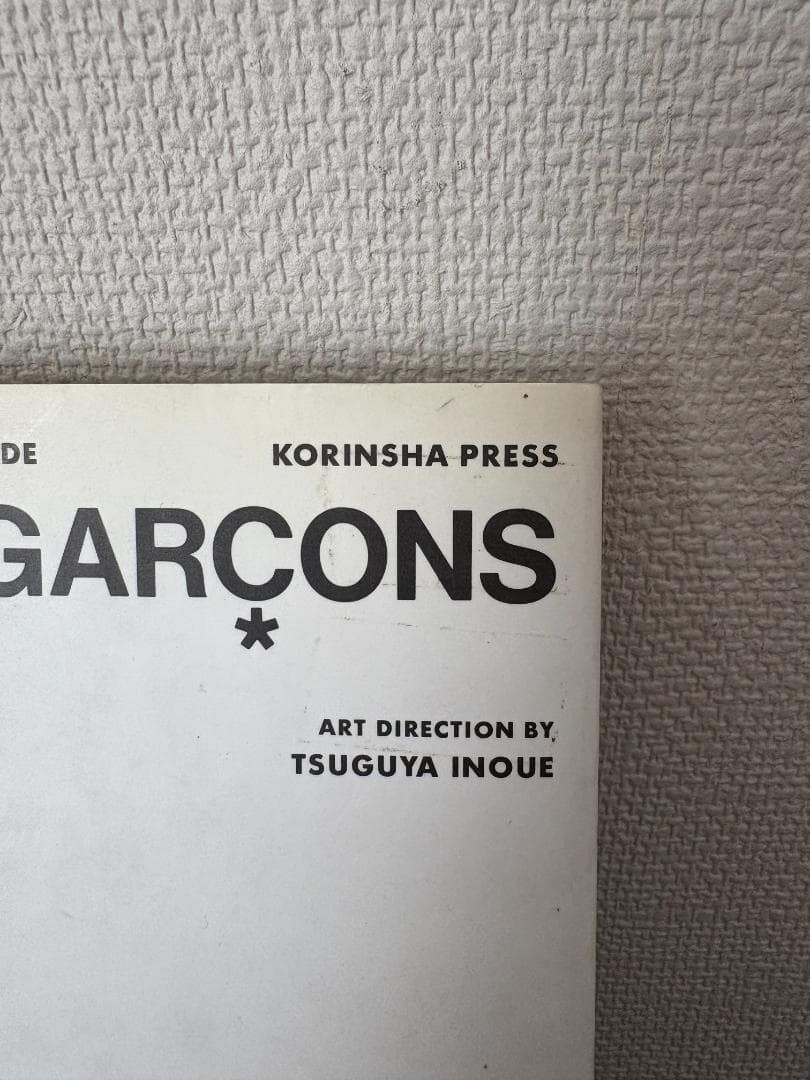 DE KORINSHA PRESS
GARÇONS
*
ART DIRECTION BY
TSUGUYA INOUE